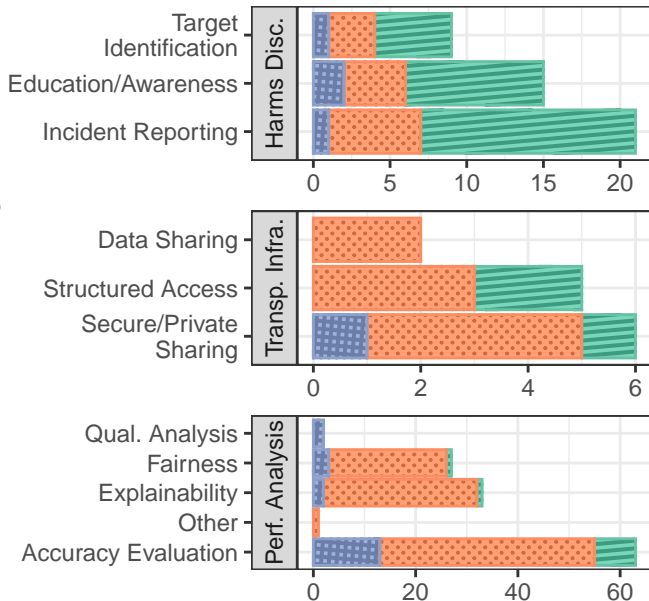 Target
Identification
Education/Awareness
Incident Reporting
Harms Disc.
0 5 10 15 20
Data Sharing
Structured Access
Secure/Private
Sharing
Transp. Infra.
0 2 4 6
Qual. Analysis
Fairness
Explainability
Other
Accuracy Evaluation
Perf. Analysis
0 20 40 60